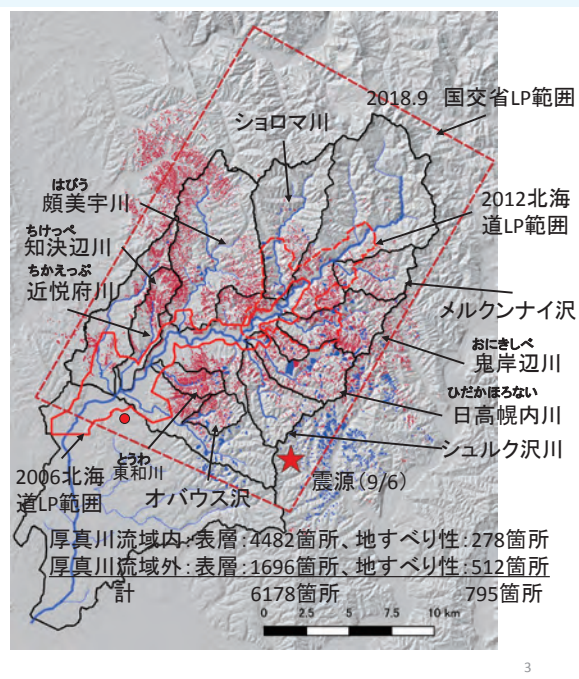 2018.9 国交省LP範囲
ショロマ川
はびう
頗美宇川
2012北海
道LP範囲
ちけっぺ
知決辺川
ちかえっぷ
近悦府川
メルクンナイ沢
おにきしべ
鬼岸辺川
ひだかほろない
日高幌内川
シュルク沢川
2006北海
道LP範囲
とうわ
東和川
オバウス沢
震源(9/6)
厚真川流域内:表層:4482箇所、地すべり性:278箇所
厚真川流域外:表層:1696箇所、地すべり性:512箇所
計 6178箇所 795箇所
0 2.5 5 7.5 10 km
3